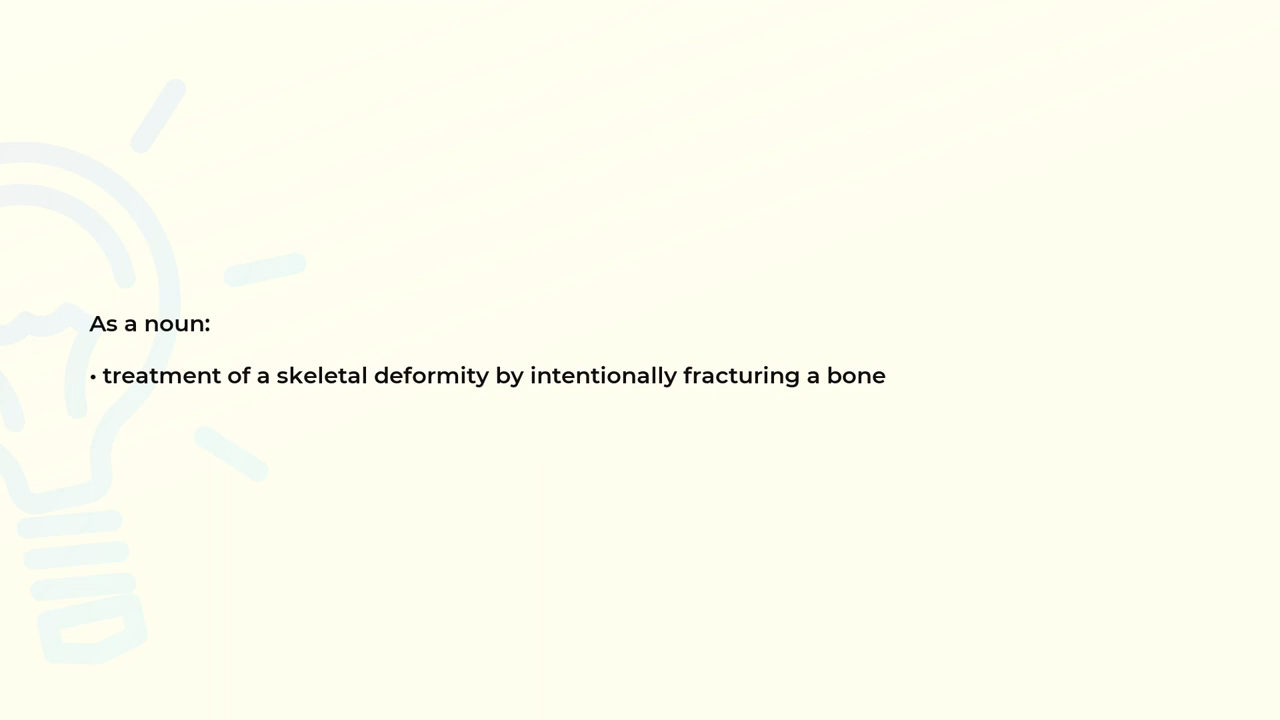 As a noun:
• treatment of a skeletal deformity by intentionally fracturing a bone